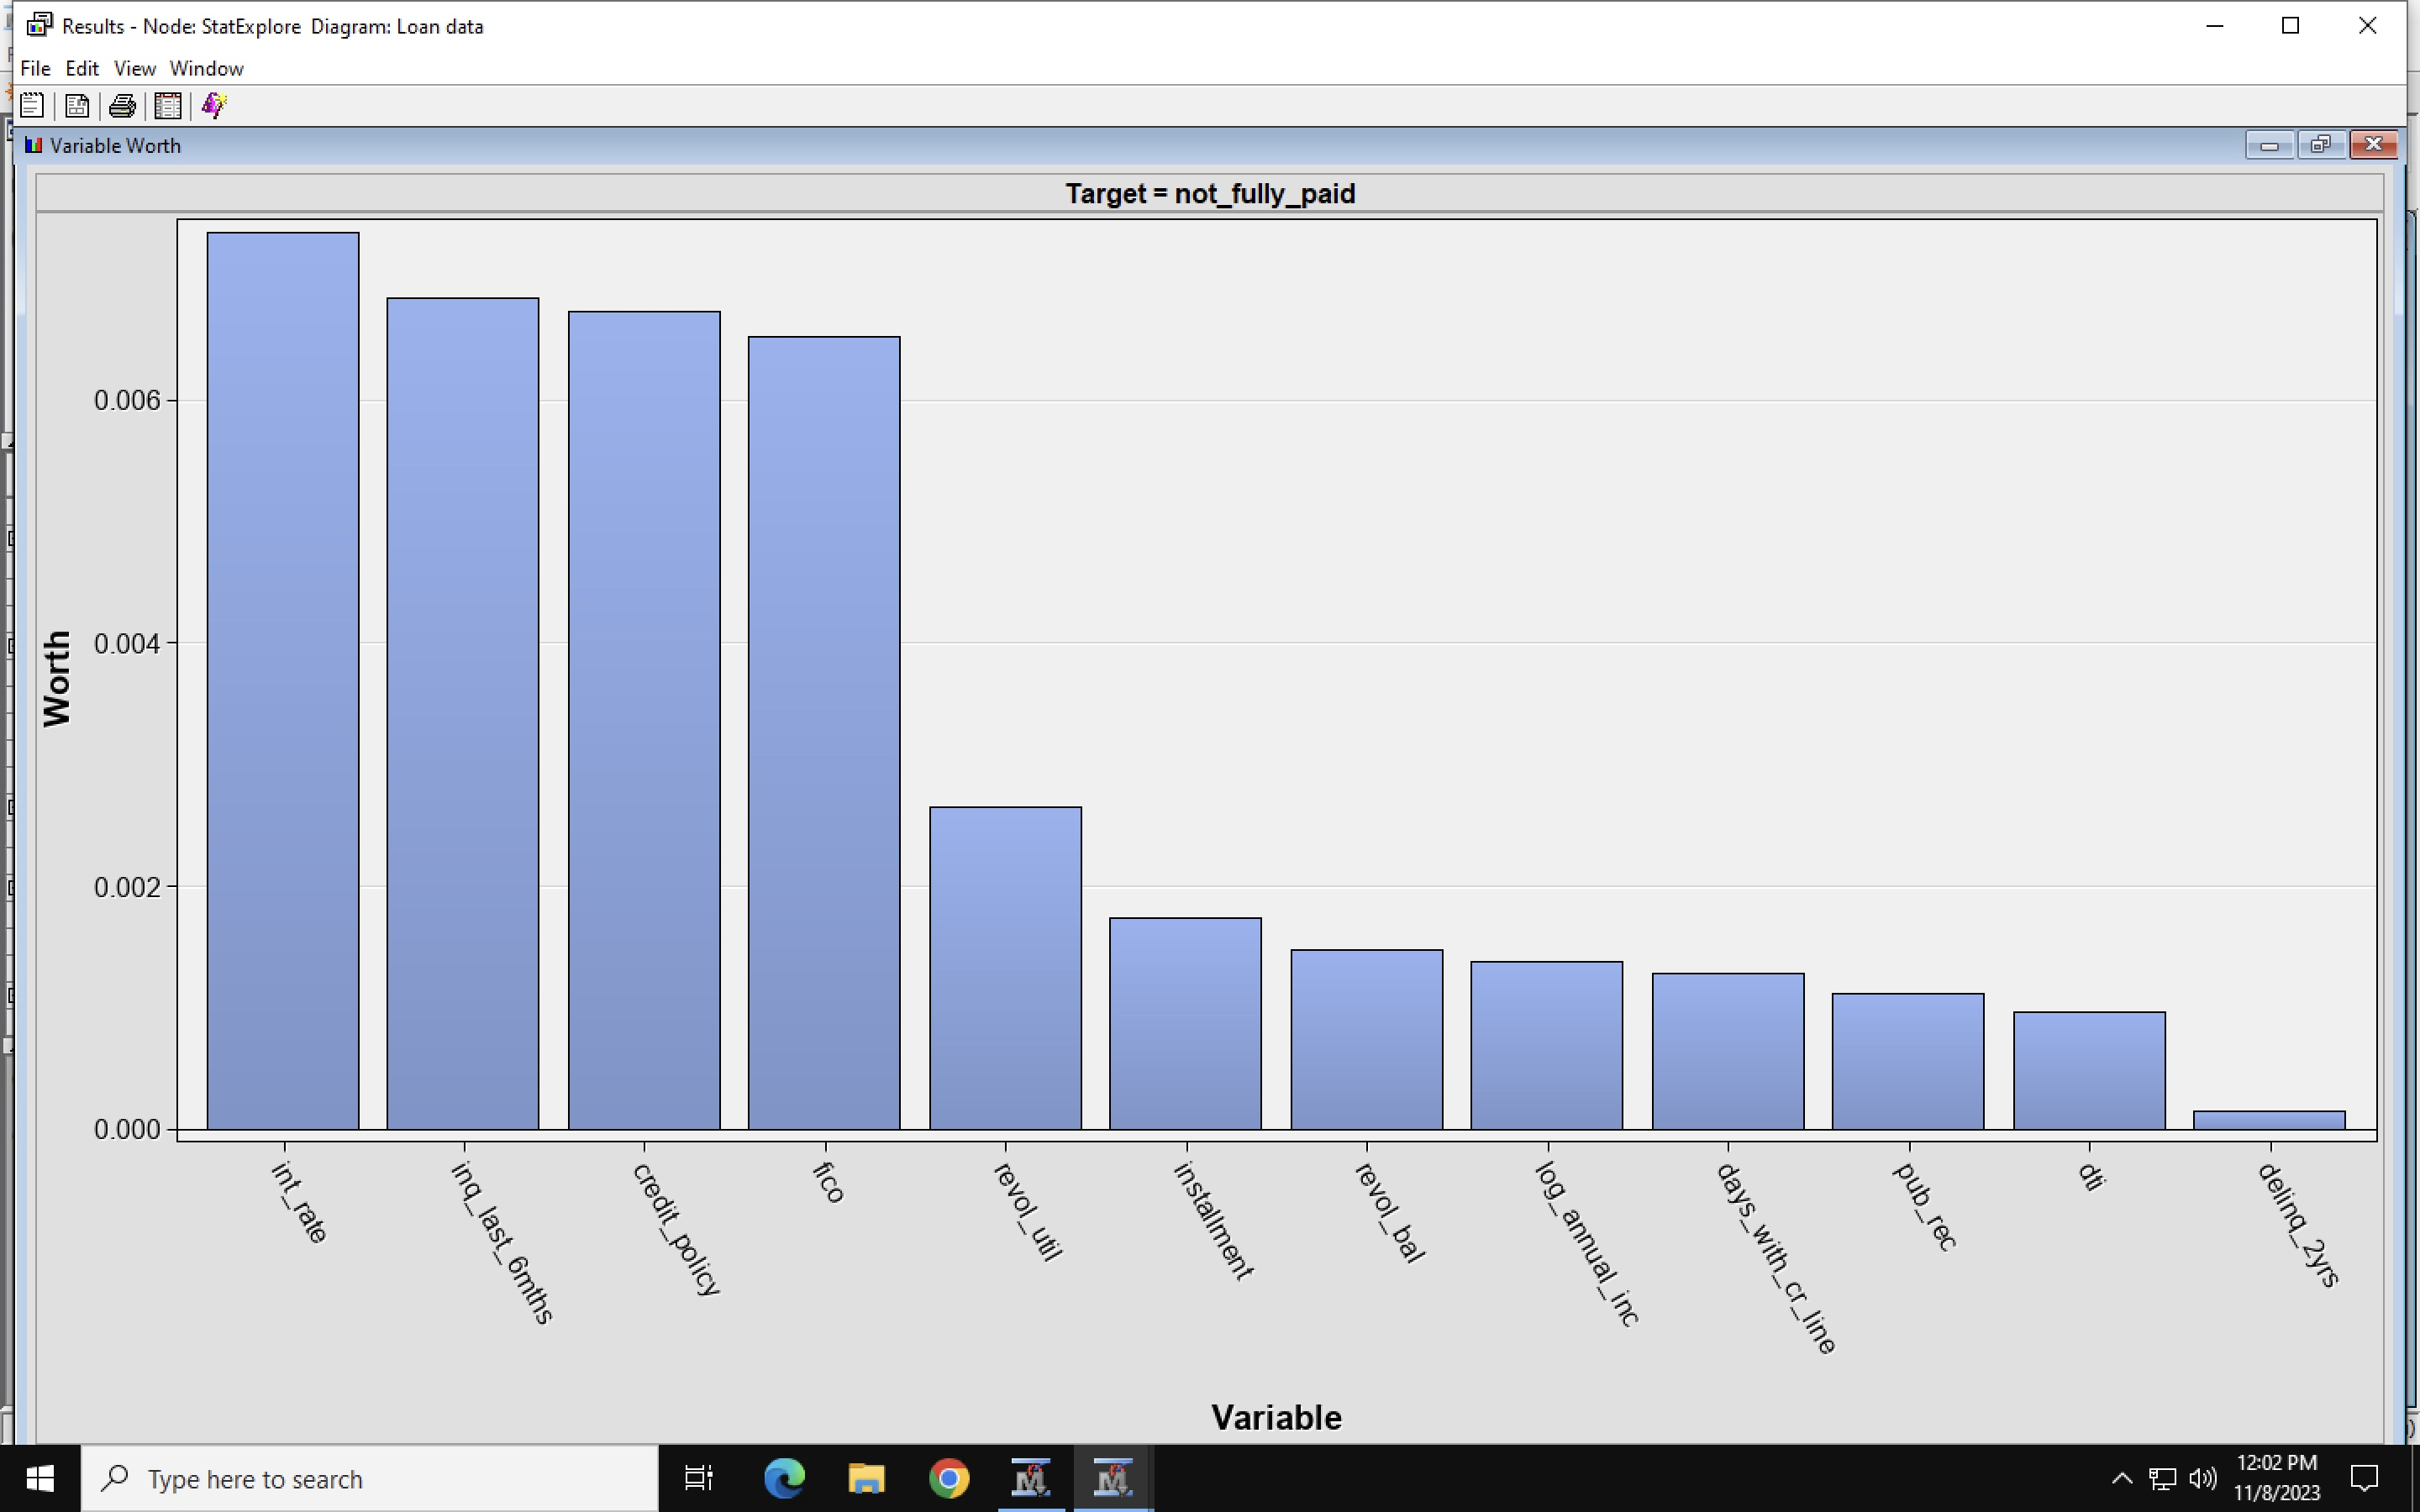 Results - Node: StatExplore Diagram: Loan data
File Edit View Window
Variable Worth
Target = not_fully_paid
Worth
0.006
0.004
0.002
0.000
int_rate
inq_last_6mths
credit_policy
fico
revol_util
installment
revol_bal
log_annual_inc
days_with_cr_line
pub_rec
dti
delinq_2yrs
Variable
Type here to search
12:02 PM
11/8/2023